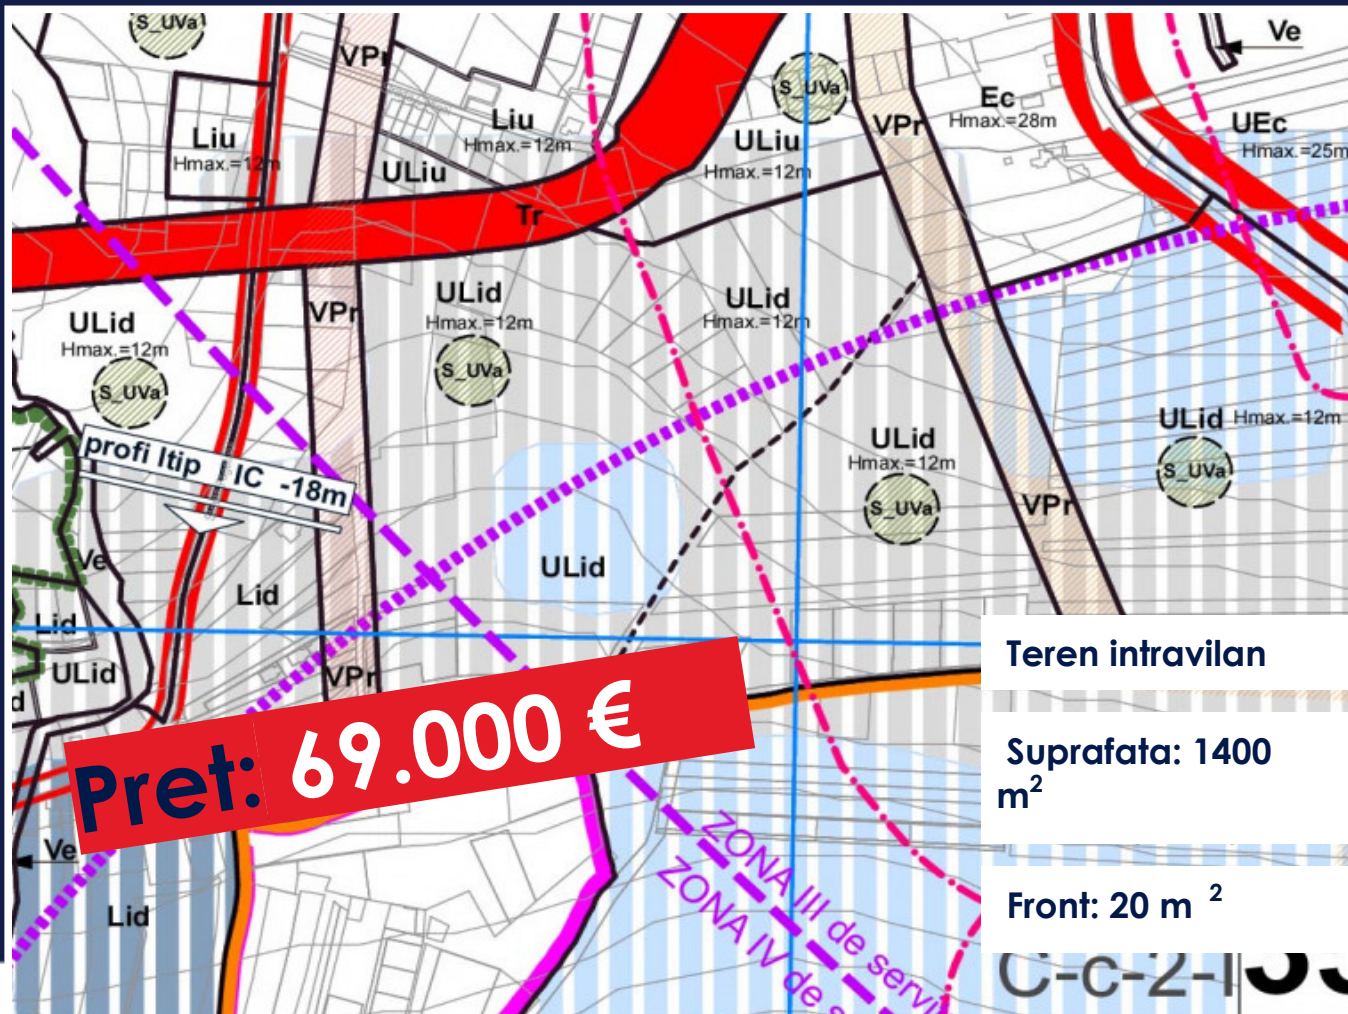 S_UVa
Ve
VPr
Liu
Hmax.=12m
Liu
Hmax.=12m
ULiu
S_UVa
ULiu
Hmax.=12m
VPr
Ec
Hmax.=28m
UEc
Hmax.=25m
Tr
ULid
Hmax.=12m
S_UVa
VPr
ULid
Hmax.=12m
S_UVa
ULid
Hmax.=12m
ULid
Hmax.=12m
S_UVa
ULid Hmax.=12m
S_UVa
VPr
profi ltip IC -18m
Ve
Lid
ULid
Lid
ULid
d
VPr
Teren intravilan
Suprafata: 1400
m2
Front: 20 m 2
Pret: 69.000 €
Ve
Lid
ZONA III de servi
ZONA IV de s
C-c-2-I